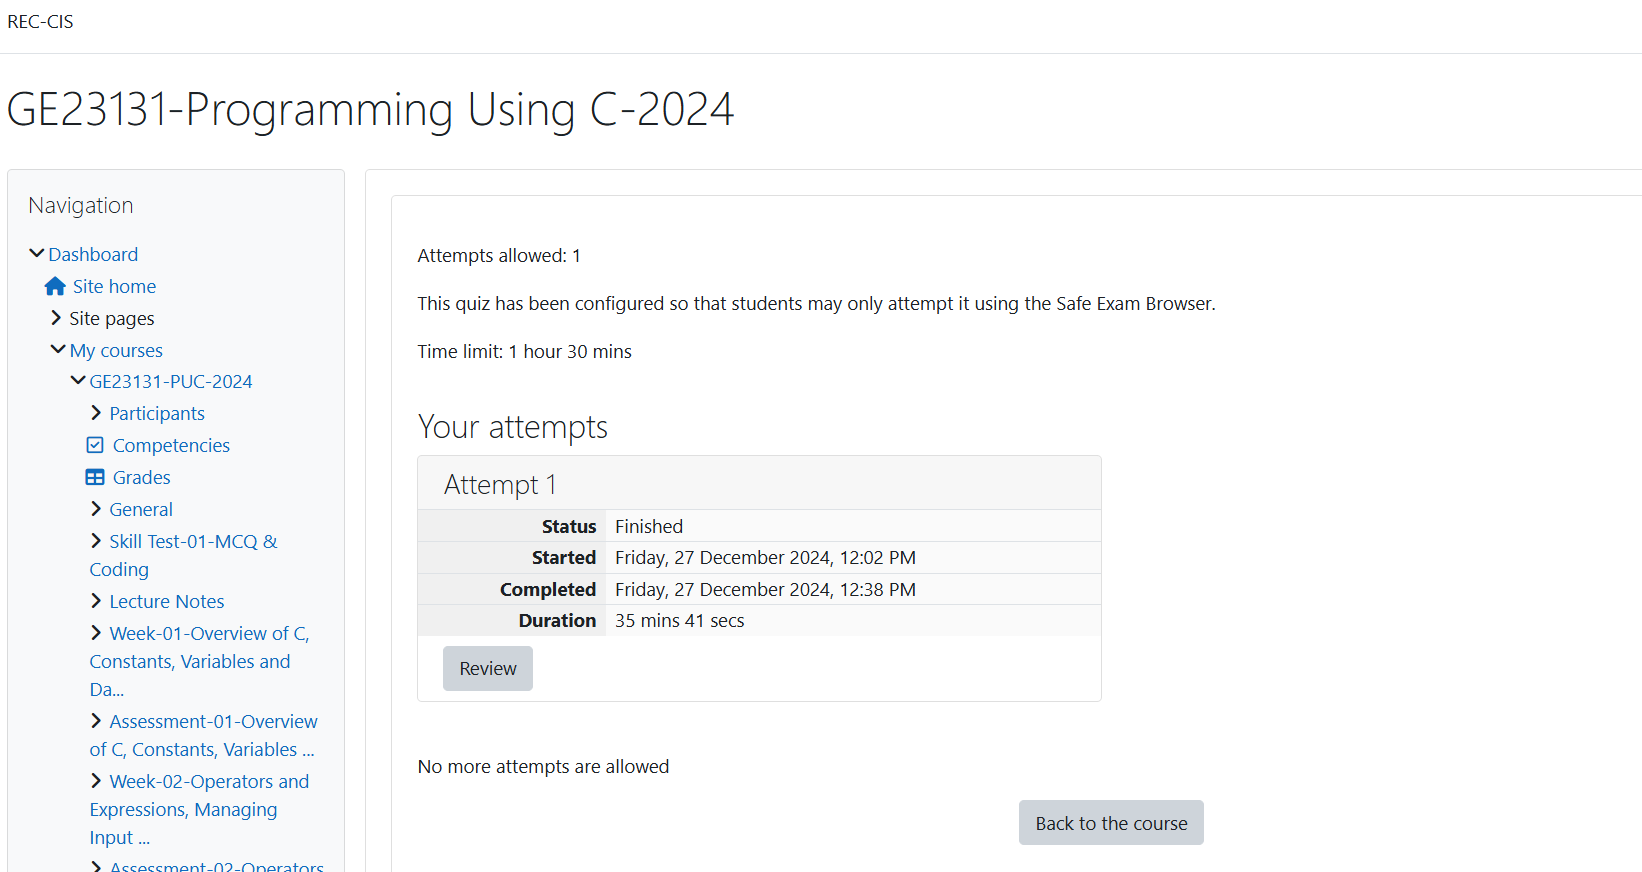 REC-CIS
GE23131-Programming Using C-2024
Navigation
Dashboard
Site home
Site pages
My courses
GE23131-PUC-2024
Participants
Competencies
Grades
General
Skill Test-01-MCQ &
Coding
Lecture Notes
Week-01-Overview of C,
Constants, Variables and
Da...
Assessment-01-Overview
of C, Constants, Variables ...
Week-02-Operators and
Expressions, Managing
Input ...
Assessment-02-Operators
Attempts allowed: 1
This quiz has been configured so that students may only attempt it using the Safe Exam Browser.
Time limit: 1 hour 30 mins
Your attempts
Attempt 1
Status Finished
Started Friday, 27 December 2024, 12:02 PM
Completed Friday, 27 December 2024, 12:38 PM
Duration 35 mins 41 secs
Review
No more attempts are allowed
Back to the course